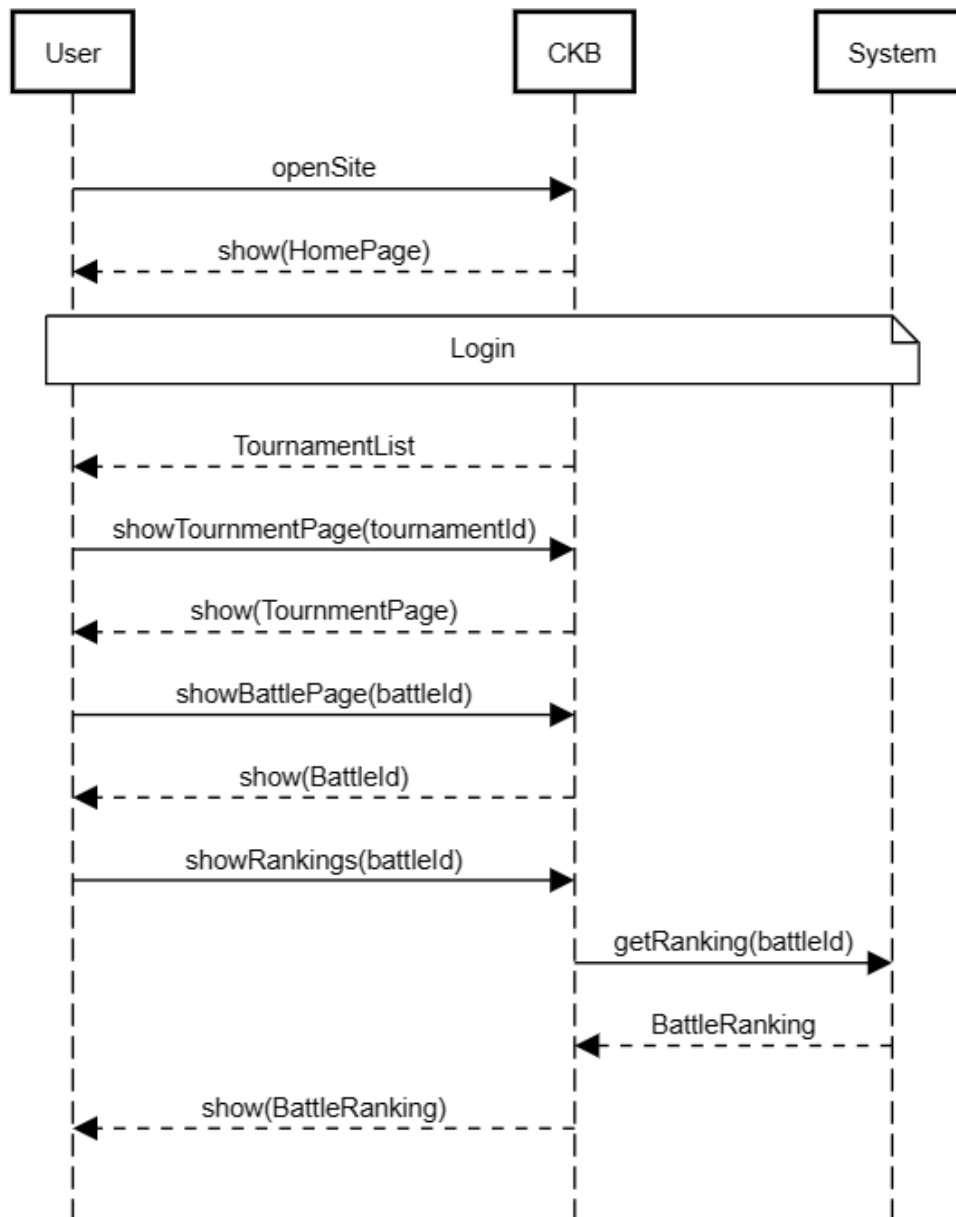 User
CKB
System
openSite
show(HomePage)
Login
TournamentList
showTournmentPage(tournamentId)
show(TournmentPage)
showBattlePage(battleId)
show(BattleId)
showRankings(battleId)
getRanking(battleId)
BattleRanking
show(BattleRanking)